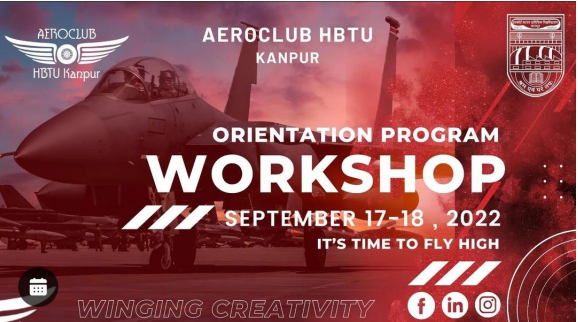 AEROCLUB
HBTU Kanpur
AEROCLUB HBTU
KANPUR
ORIENTATION PROGRAM
WORKSHOP
SEPTEMBER 17-18 , 2022
IT'S TIME TO FLY HIGH
WINGING CREATIVITY
f in